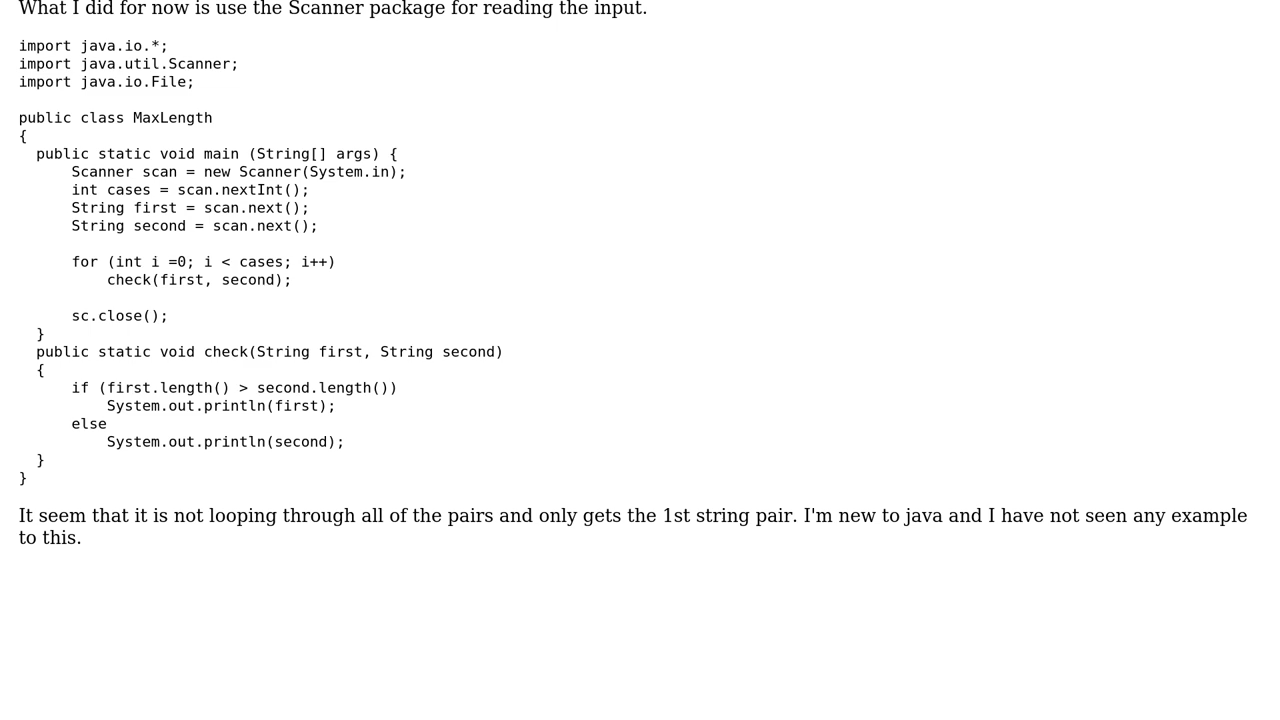 What I did for now is use the Scanner package for reading the input.
import java.io.*;
import java.util.Scanner;
import java.io.File;
public class MaxLength
{
public static void main (String[] args) {
Scanner scan = new Scanner(System.in);
int cases = scan.nextInt();
String first = scan.next();
String second = scan.next();
for (int i =0; i < cases; i++)
check(first, second);
sc.close();
}
public static void check(String first, String second)
{
if (first.length() > second.length())
System.out.println(first);
else
System.out.println(second);
}
}
It seem that it is not looping through all of the pairs and only gets the 1st string pair. I'm new to java and I have not seen any example
to this.